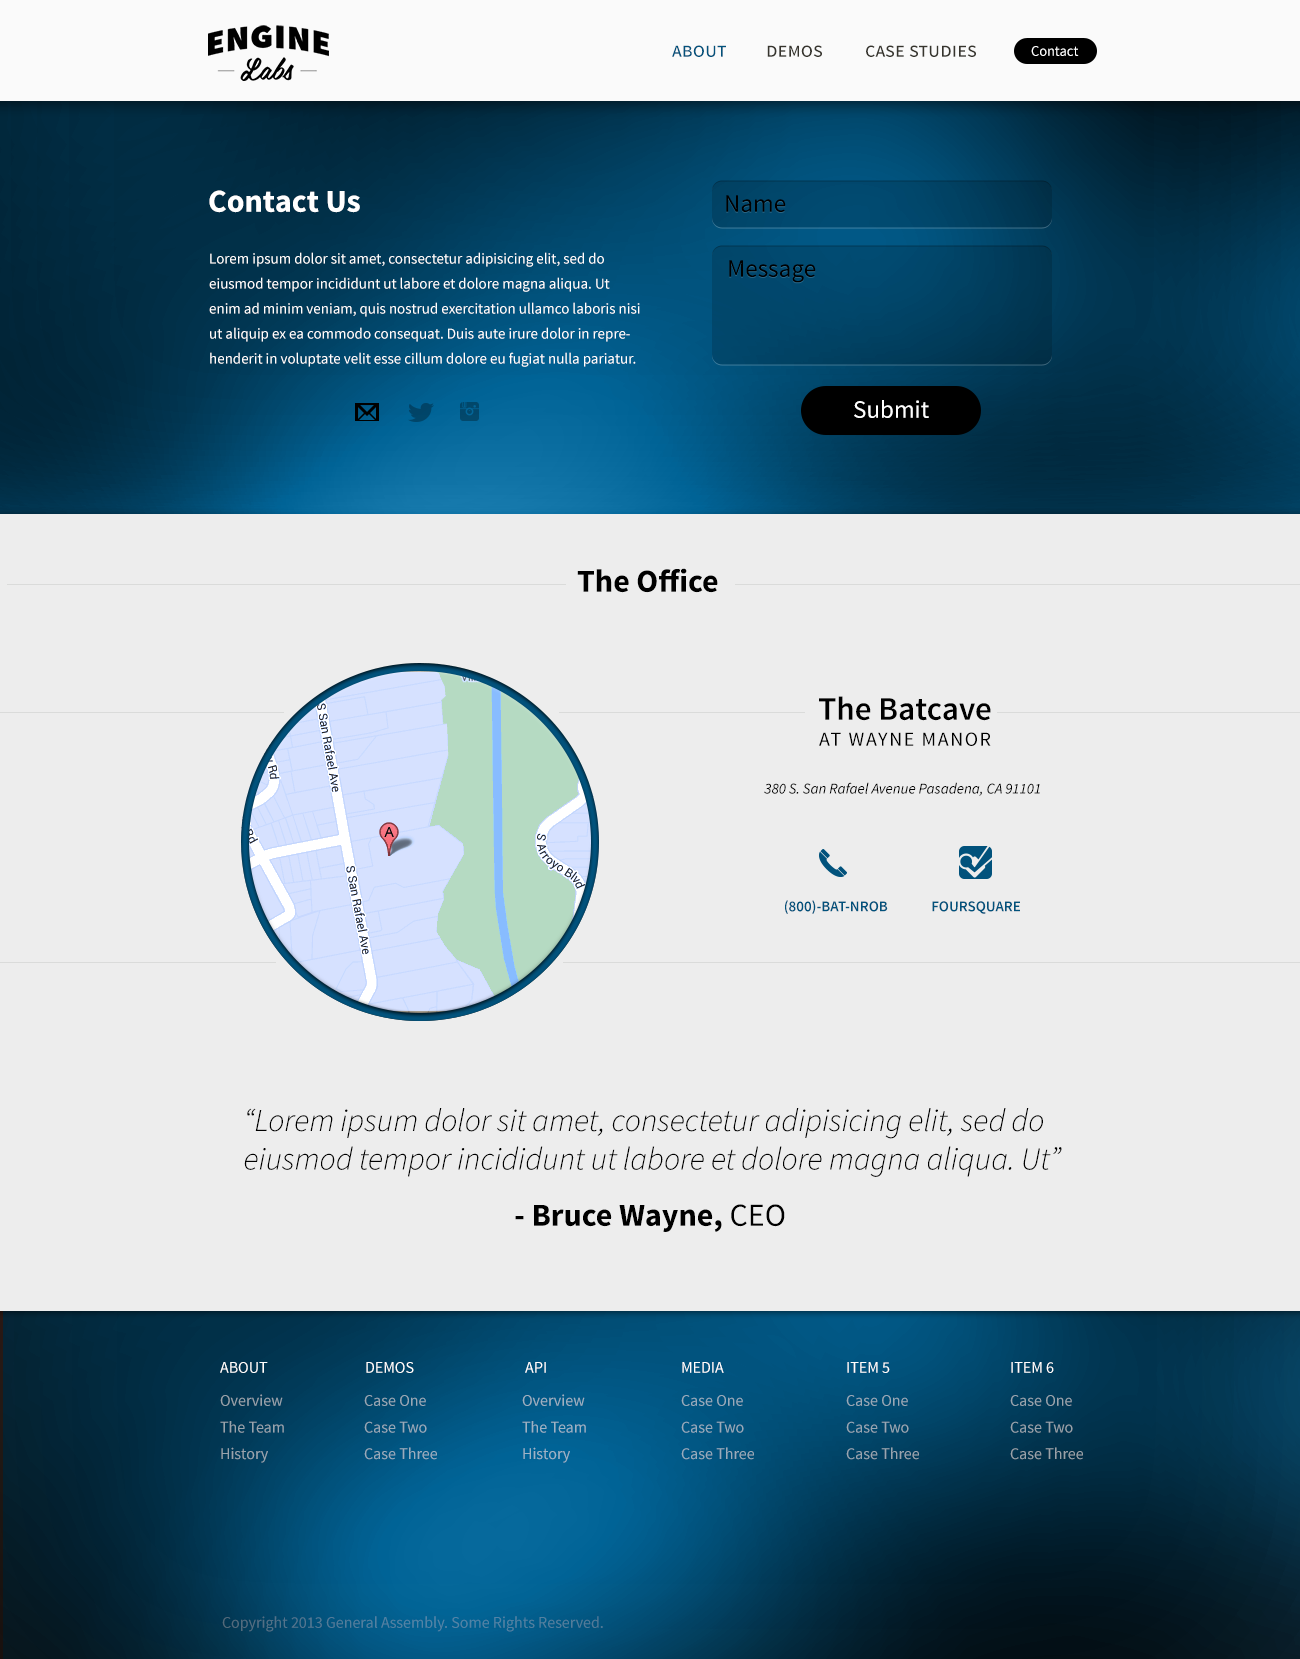 ENGINE
Labs
ABOUT
DEMOS
CASE STUDIES
Contact
Contact Us
Lorem ipsum dolor sit amet, consectetur adipisicing elit, sed do
eiusmod tempor incididunt ut labore et dolore magna aliqua. Ut
enim ad minim veniam, quis nostrud exercitation ullamco laboris nisi
ut aliquip ex ea commodo consequat. Duis aute irure dolor in repre-
henderit in voluptate velit esse cillum dolore eu fugiat nulla pariatur.
Name
Message
Submit
The Office
S San Rafael Ave
Rd
Rd
A
S San Rafael Ave
S Arroyo Blvd
The Batcave
AT WAYNE MANOR
380 S. San Rafael Avenue Pasadena, CA 91101
(800)-BAT-NROB
FOURSQUARE
“Lorem ipsum dolor sit amet, consectetur adipisicing elit, sed do
eiusmod tempor incididunt ut labore et dolore magna aliqua. Ut”
- Bruce Wayne, CEO
ABOUT
Overview
The Team
History
DEMOS
Case One
Case Two
Case Three
API
Overview
The Team
History
MEDIA
Case One
Case Two
Case Three
ITEM 5
Case One
Case Two
Case Three
ITEM 6
Case One
Case Two
Case Three
Copyright 2013 General Assembly. Some Rights Reserved.